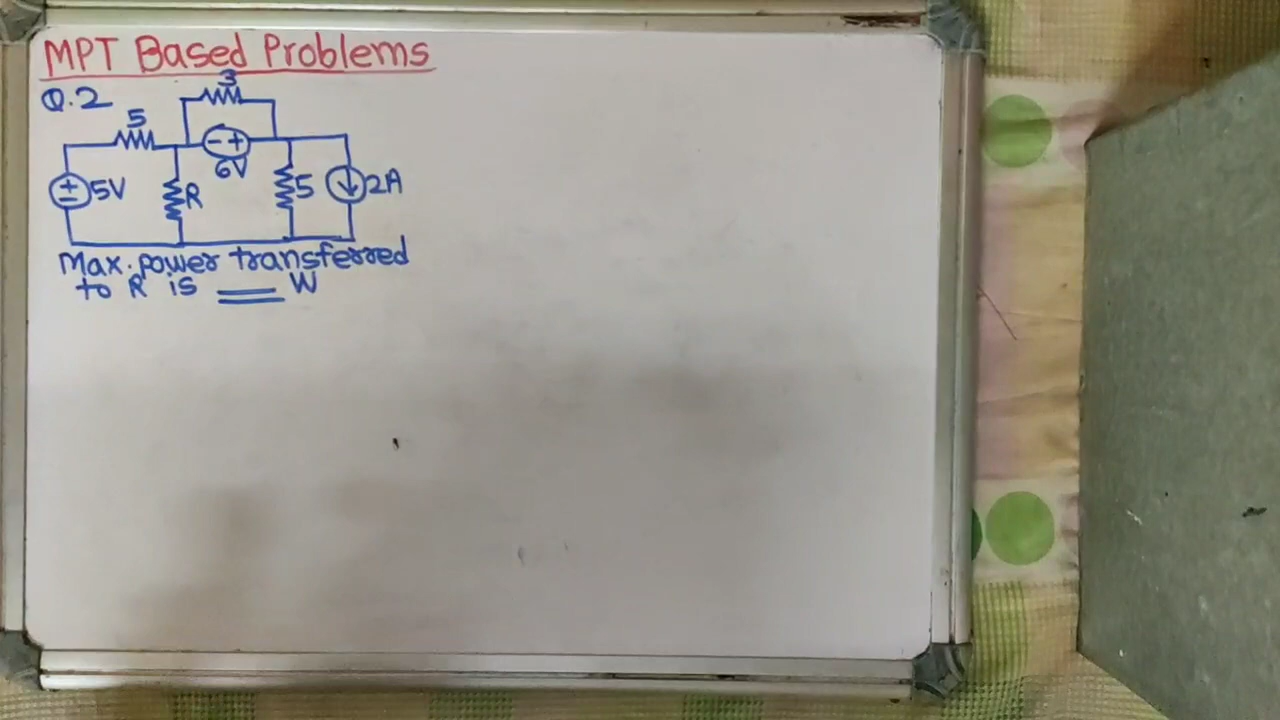 MPT Based Problems
Q.2
3
5
- +
6V
+
-
5V
R
5
2A
Max. power transferred
to R is ___ W